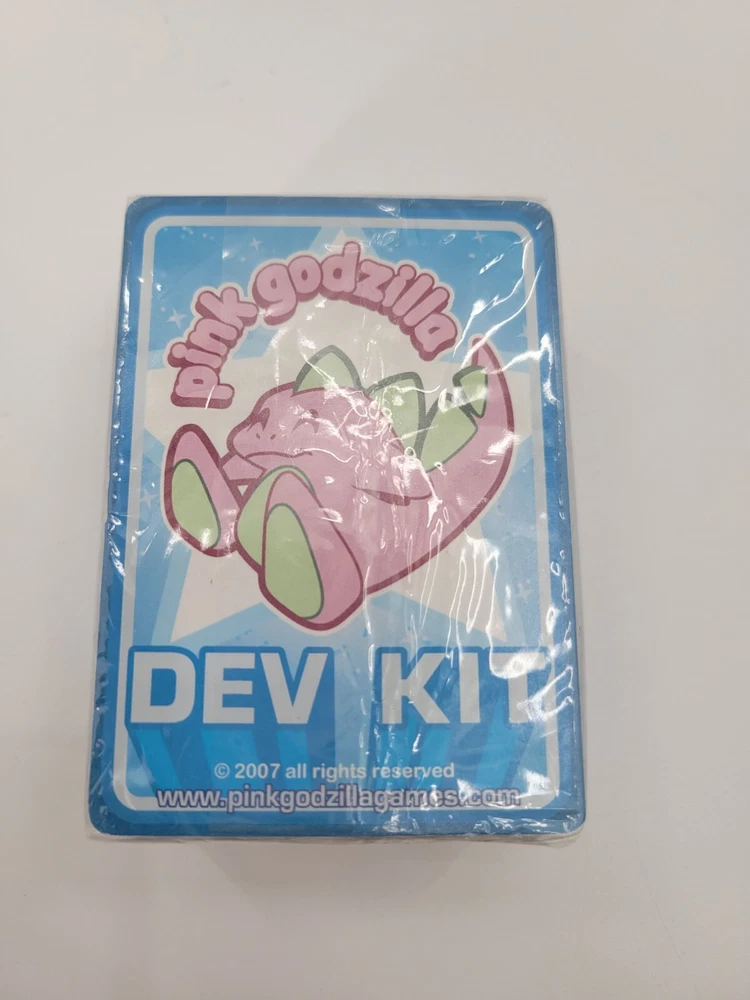 pink godzilla
DEV KIT
© 2007 all rights reserved
www.pinkgodzillagames.com